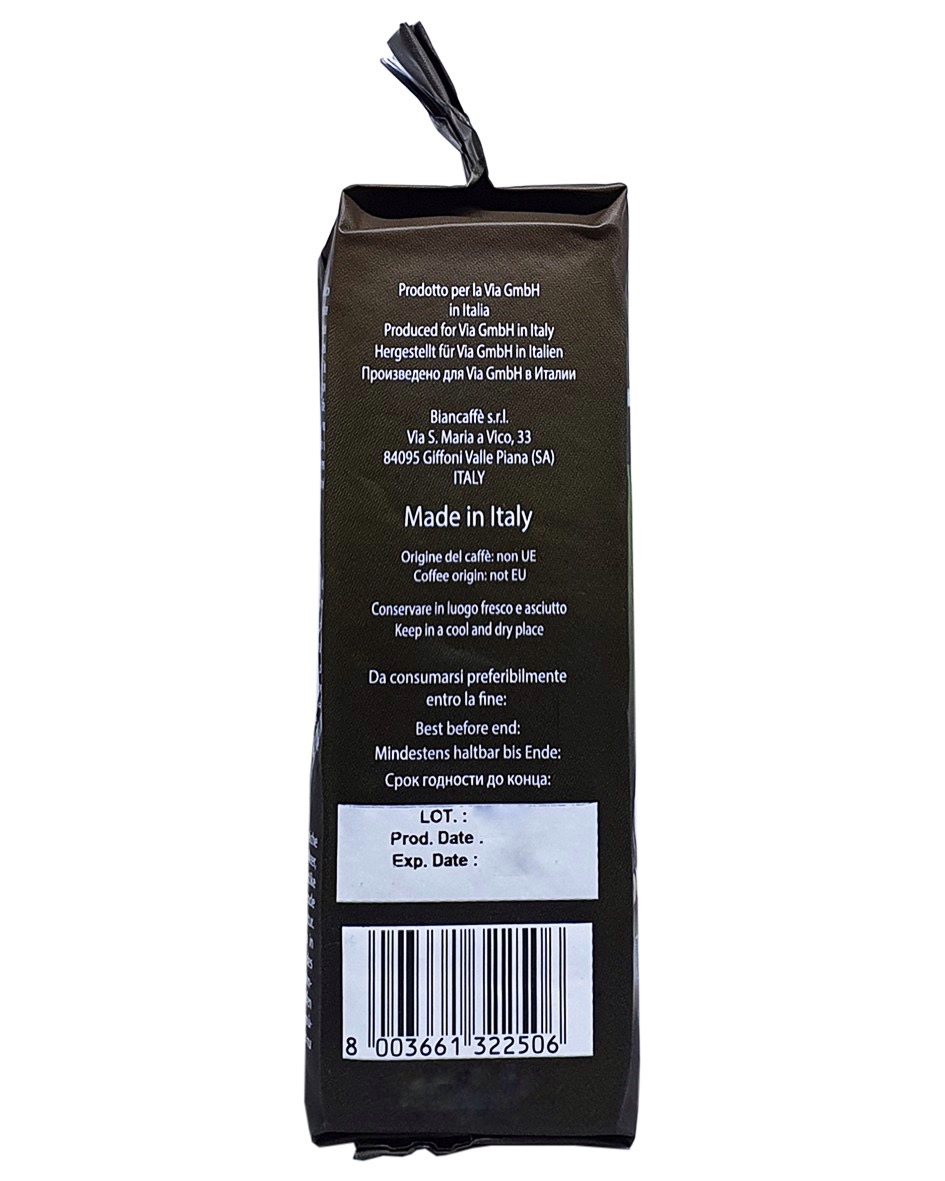 Prodotto per la Via GmbH
in Italia
Produced for Via GmbH in Italy
Hergestellt für Via GmbH in Italien
Произведено для Via GmbH в Италии
Biancaffè s.r.l.
Via S. Maria a Vico, 33
84095 Giffoni Valle Piana (SA)
ITALY
Made in Italy
Origine del caffè: non UE
Coffee origin: not EU
Conservare in luogo fresco e asciutto
Keep in a cool and dry place
Da consumarsi preferibilmente
entro la fine:
Best before end:
Mindestens haltbar bis Ende:
Срок годности до конца:
LOT. :
Prod. Date .
Exp. Date :
8 003661 322506